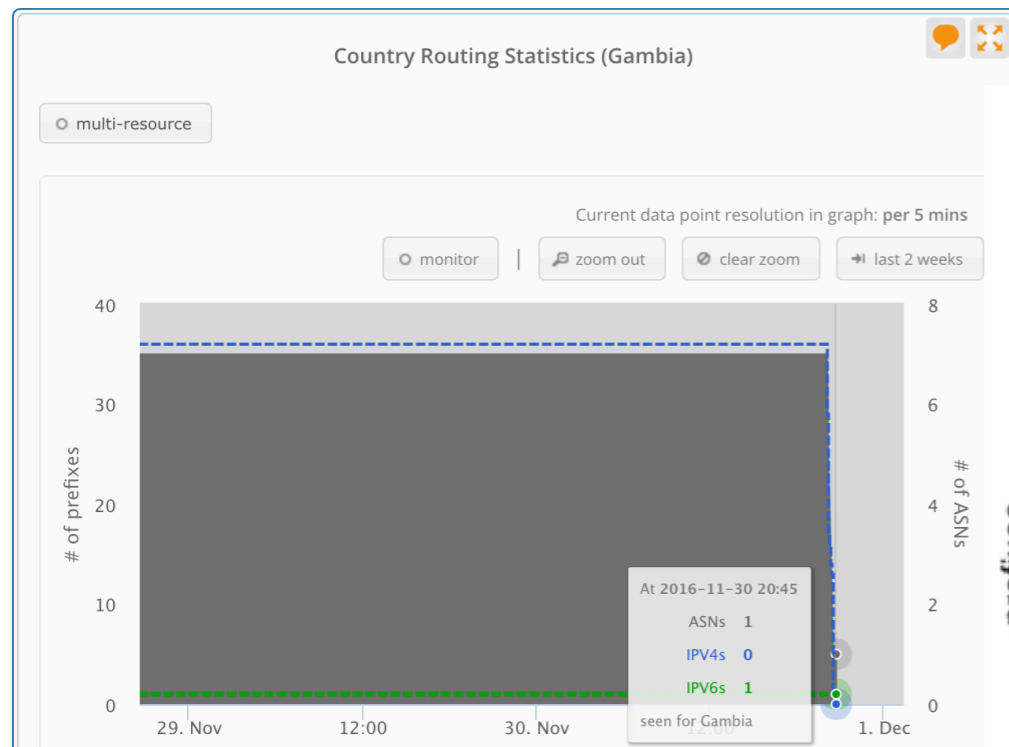 Country Routing Statistics (Gambia)
multi-resource
Current data point resolution in graph: per 5 mins
monitor | zoom out clear zoom last 2 weeks
40 8
30 6
20 4
10 2
0 0
# of prefixes
# of ASNs
At 2016-11-30 20:45
ASNs 1
IPV4s 0
IPV6s 1
seen for Gambia
29. Nov 12:00 30. Nov 12:00 1. Dec